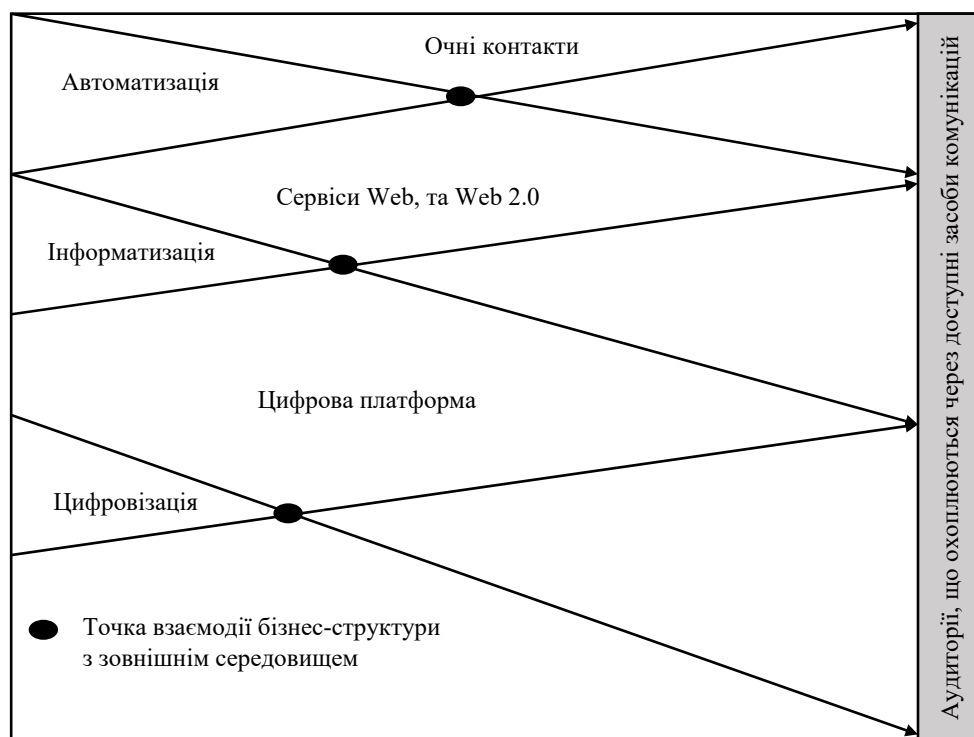 Очні контакти
Автоматизація
Сервіси Web, та Web 2.0
Інформатизація
Цифрова платформа
Цифровізація
Точка взаємодії бізнес-структури
з зовнішнім середовищем
Аудиторії, що охоплюються через доступні засоби комунікацій